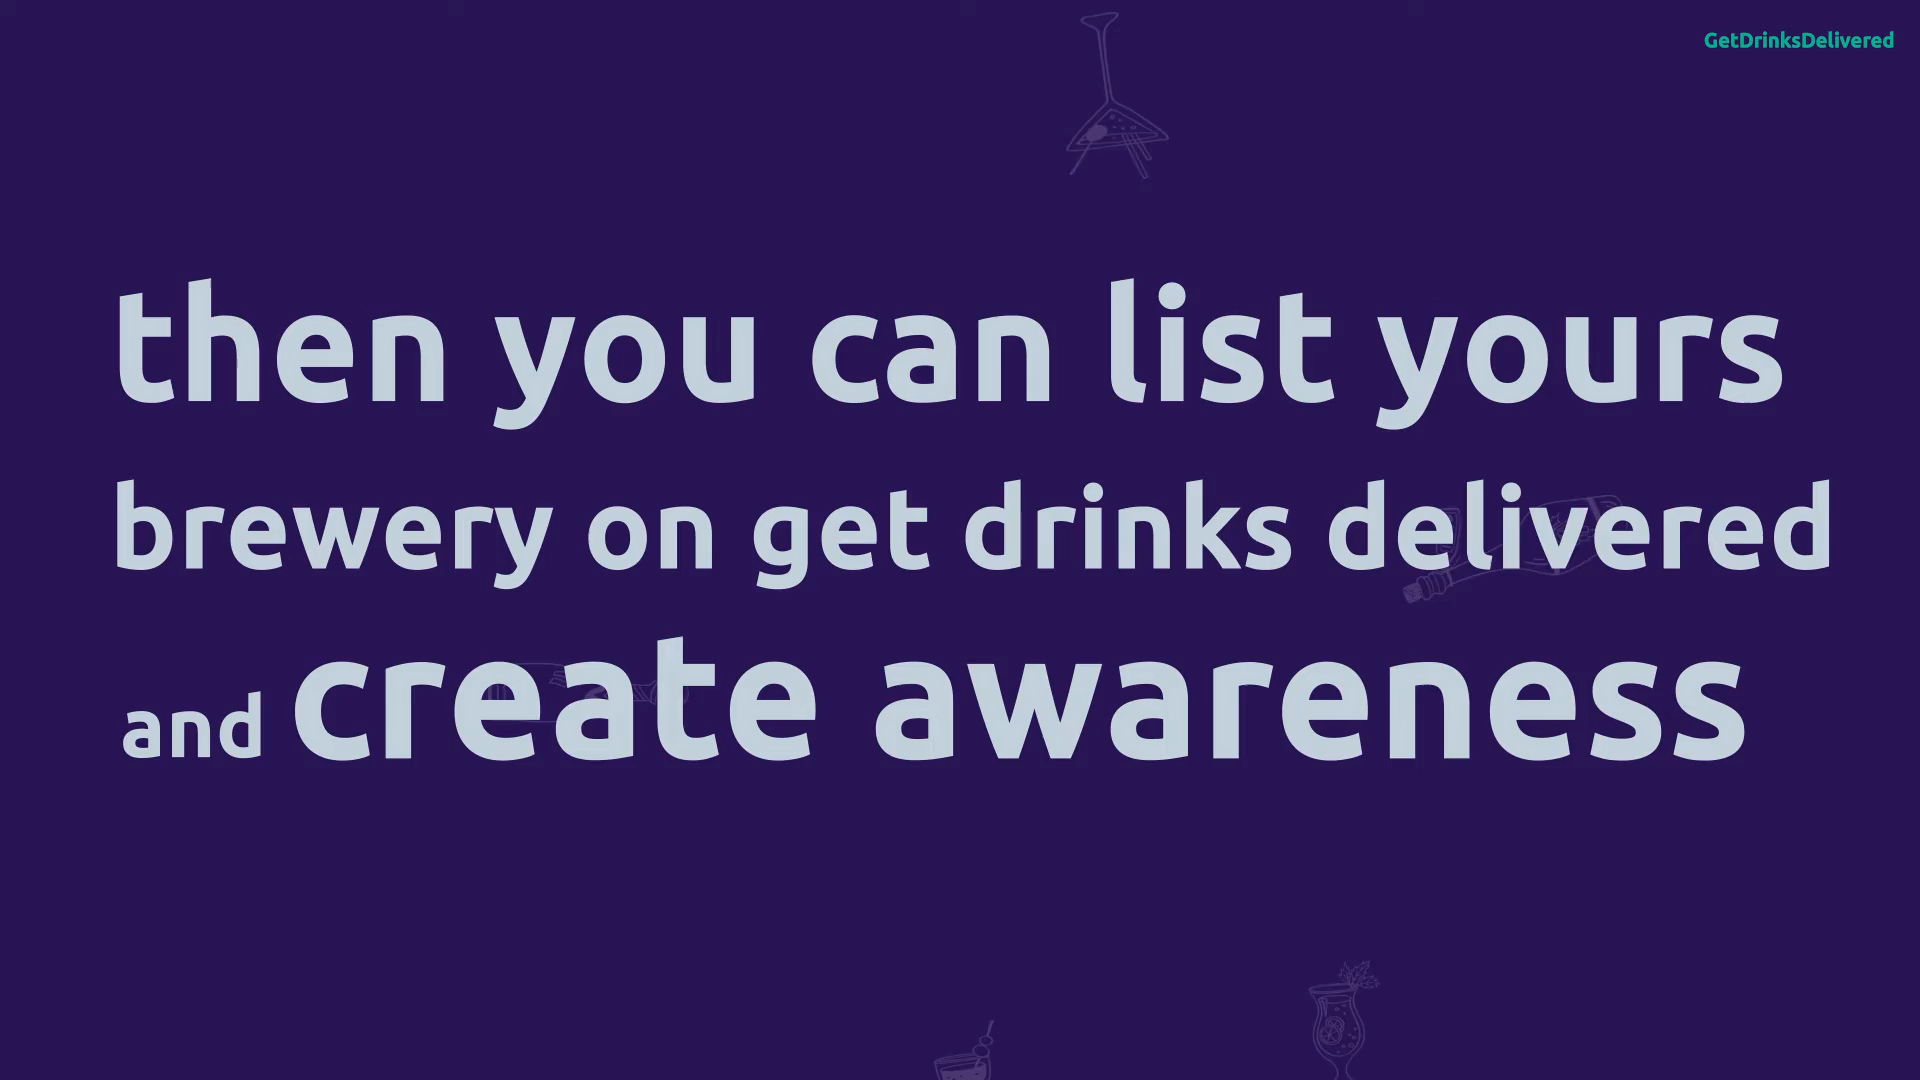 GetDrinksDelivered
then you can list yours
brewery on get drinks delivered
and create awareness